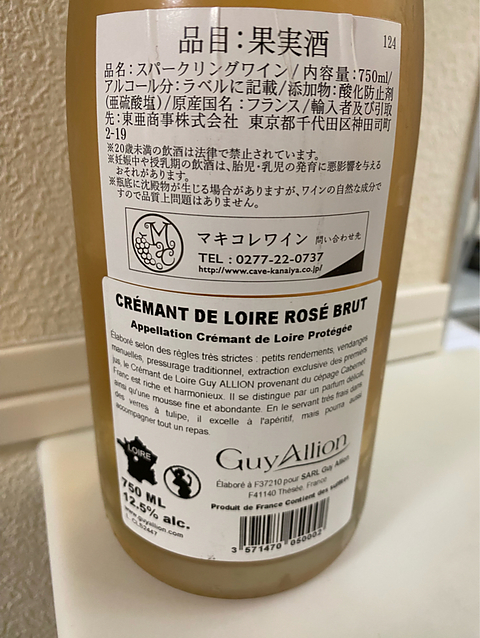 品目：果実酒
124
品名：スパークリングワイン／内容量：750ml／
アルコール分：ラベルに記載／添加物：酸化防止剤
（亜硫酸塩）／原産国名：フランス／輸入者及び引取
先：東亜商事株式会社 東京都千代田区神田司町
2-19
※20歳未満の飲酒は法律で禁止されています。
※妊娠中や授乳期の飲酒は、胎児・乳児の発育に悪影響を与える
おそれがあります。
※瓶底に沈殿物が生じる場合がありますが、ワインの自然な成分で
すので品質上問題はありません。
マキコレワイン 問い合わせ先
TEL：0277-22-0737
http://www.cave-kanaiya.co.jp/
CRÉMANT DE LOIRE ROSÉ BRUT
Appellation Crémant de Loire Protégée
Élaboré selon des règles très strictes : petits rendements, vendanges
manuelles, pressurage traditionnel, extraction exclusive des premiers
jus, le Crémant de Loire Guy ALLION provenant du cépage Cabernet
Franc est riche et harmonieux. Il se distingue par un parfum délicat,
ainsi qu'une mousse fine et abondante. En le servant très frais dans
des verres à tulipe, il excelle à l'apéritif, mais pourra aussi
accompagner tout un repas.
LOIRE
Guy Allion
Élaboré à F37210 pour SARL Guy Allion
F41140 Thésée. France
Produit de France Contient des sulfites
750 ML
12.5% alc.
www.guyallion.com
L-CLB2447
3 571470 050002